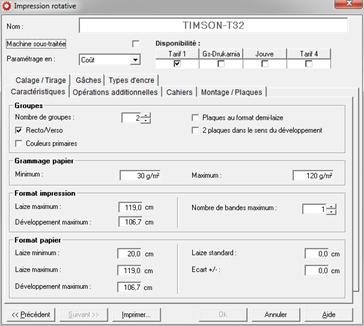 Impression rotative
Nom : TIMSON-T32
Machine sous-traitée Disponibilité :
Paramétrage en : Coût Tarif 1 Gs-Drukarnia Jouve Tarif 4
Calage / Tirage Gâches Types d'encre
Caractéristiques Opérations additionnelles Cahiers Montage / Plaques
Groupes
Nombre de groupes : 2 Plaques au format demi-laize
Recto/Verso 2 plaques dans le sens du développement
Couleurs primaires
Grammage papier
Minimum : 30 g/m² Maximum : 120 g/m²
Format impression
Laize maximum : 119,0 cm Nombre de bandes maximum : 1
Développement maximum : 106,7 cm
Format papier
Laize minimum : 20,0 cm Laize standard : 0,0 cm
Laize maximum : 119,0 cm Ecart +/- : 0,0 cm
Développement maximum : 106,7 cm
<< Précédent Suivant >> Imprimer... Ok Annuler Aide